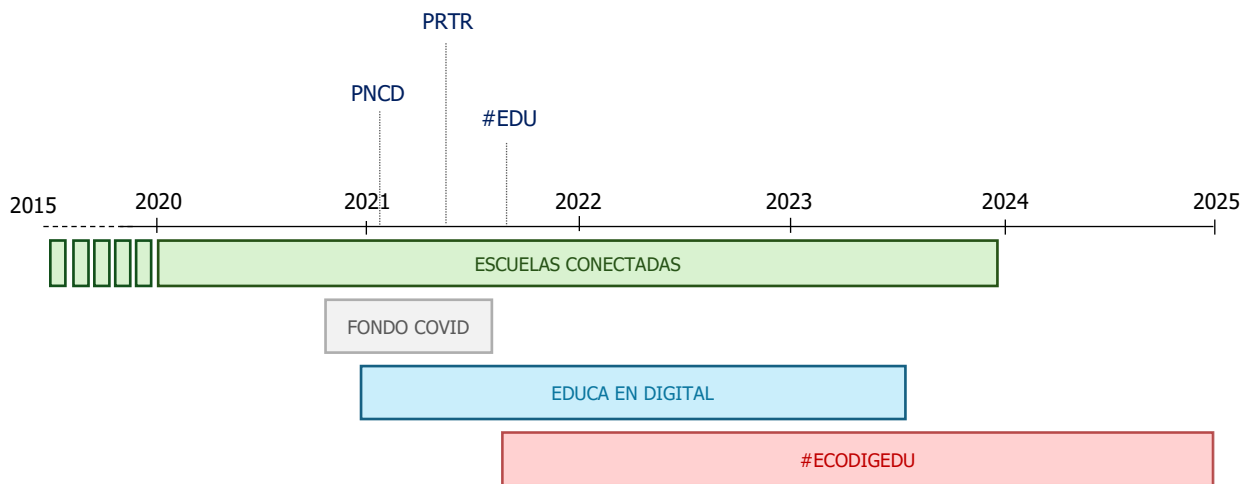 PRTR
PNCD
#EDU
2015 2020 2021 2022 2023 2024 2025
ESCUELAS CONECTADAS
FONDO COVID
EDUCA EN DIGITAL
#ECODIGEDU